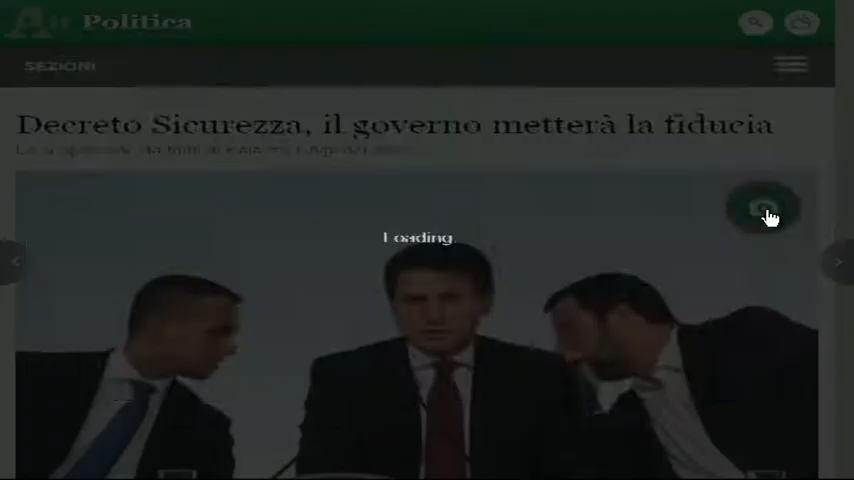 Politica
SEZIONI
Decreto Sicurezza, il governo metterà la fiducia
Loading